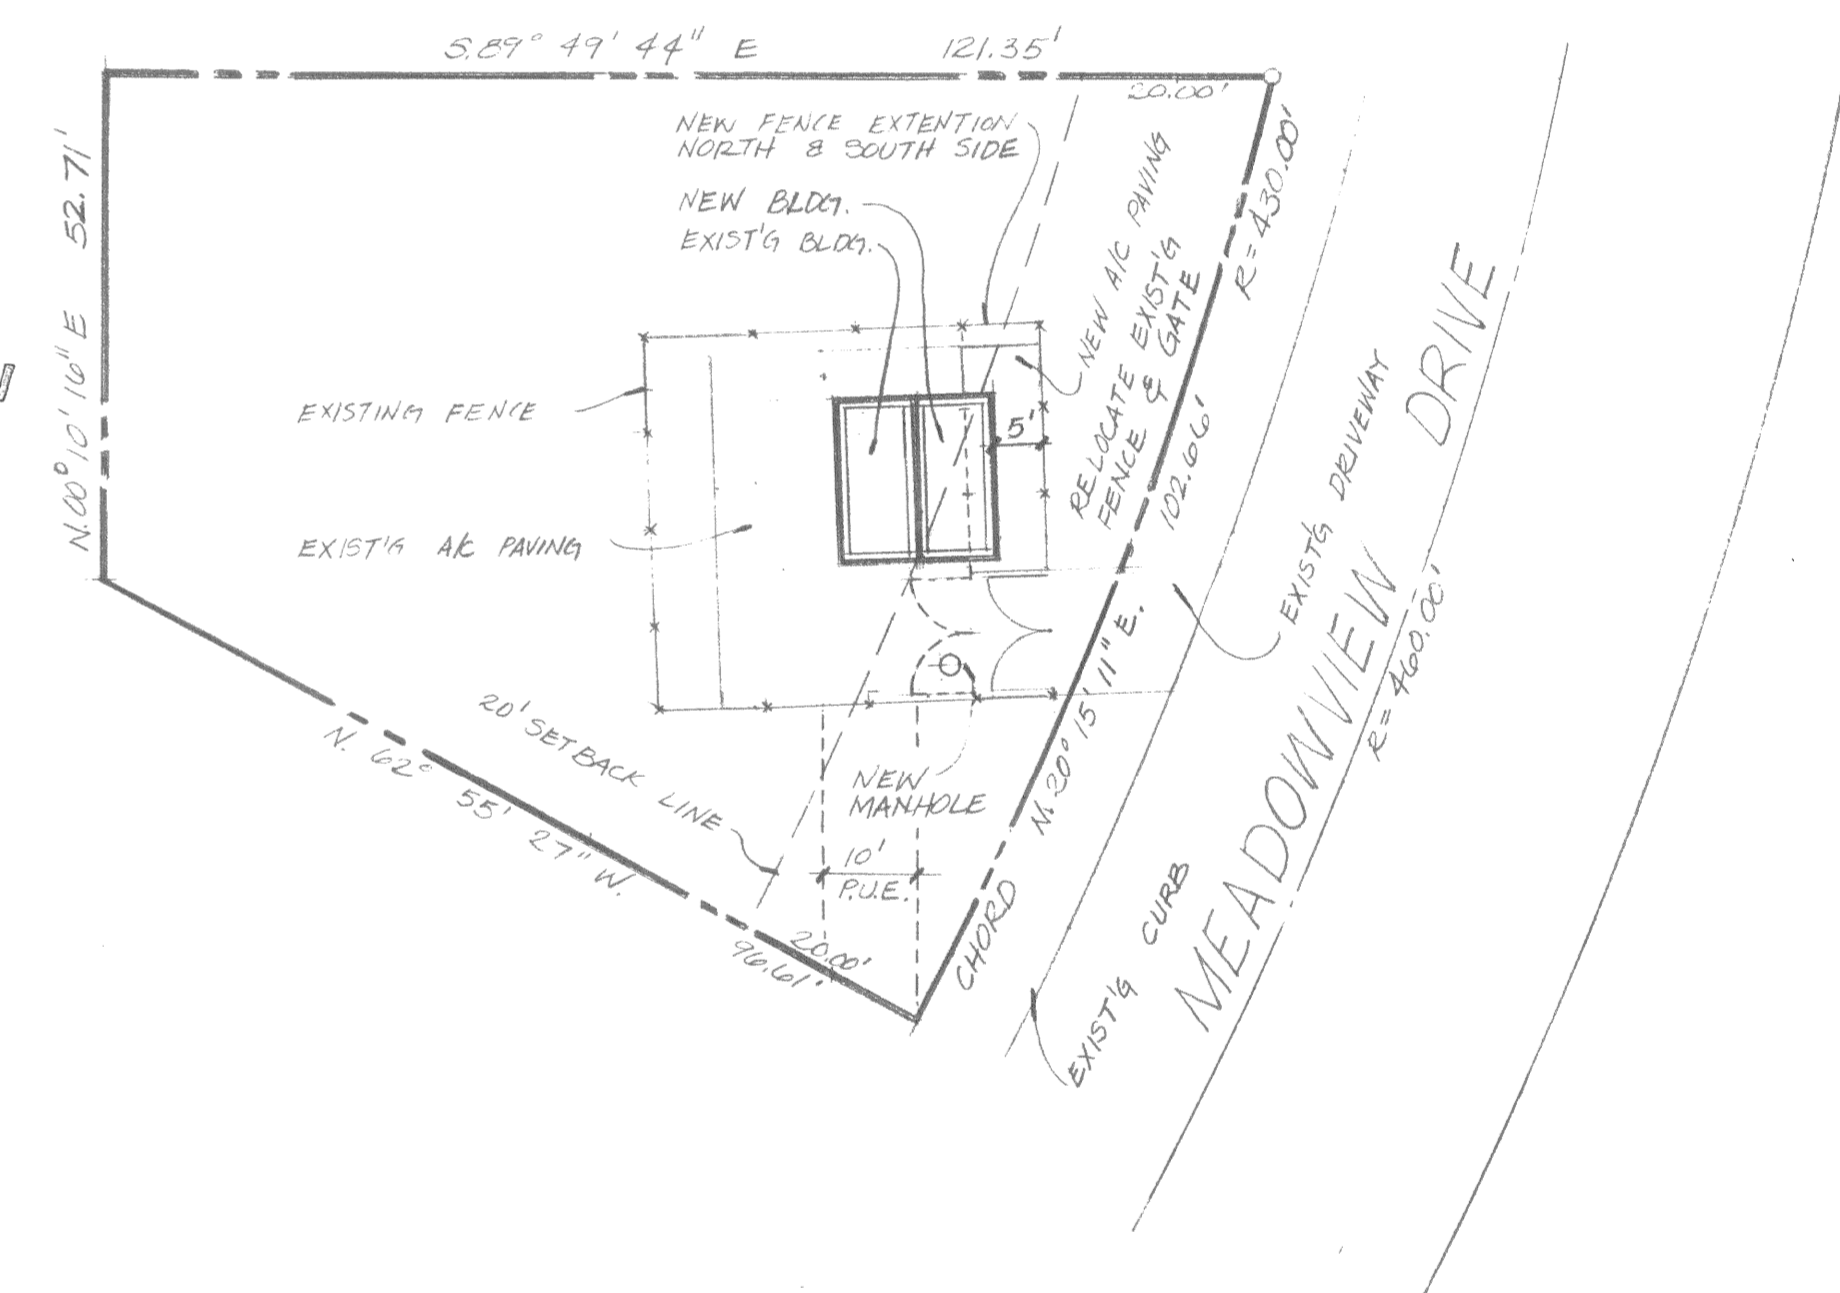 S.89° 49' 44" E 121.35'
20.00'
NEW FENCE EXTENTION
NORTH & SOUTH SIDE
NEW BLDG.
EXIST'G BLDG.
N.00° 10' 16" E 52.71'
EXISTING FENCE
EXIST'G A/C PAVING
5'
NEW A/C PAVING
RELOCATE EXIST'G
FENCE & GATE
R = 430.00'
102.66'
CHORD N. 20° 15' 11" E.
EXIST'G DRIVEWAY
MEADOWVIEW DRIVE
R = 460.00'
EXIST'G CURB
20' SETBACK LINE
NEW
MANHOLE
10'
P.U.E.
N. 62° 55' 27" W.
20.00'
96.61'